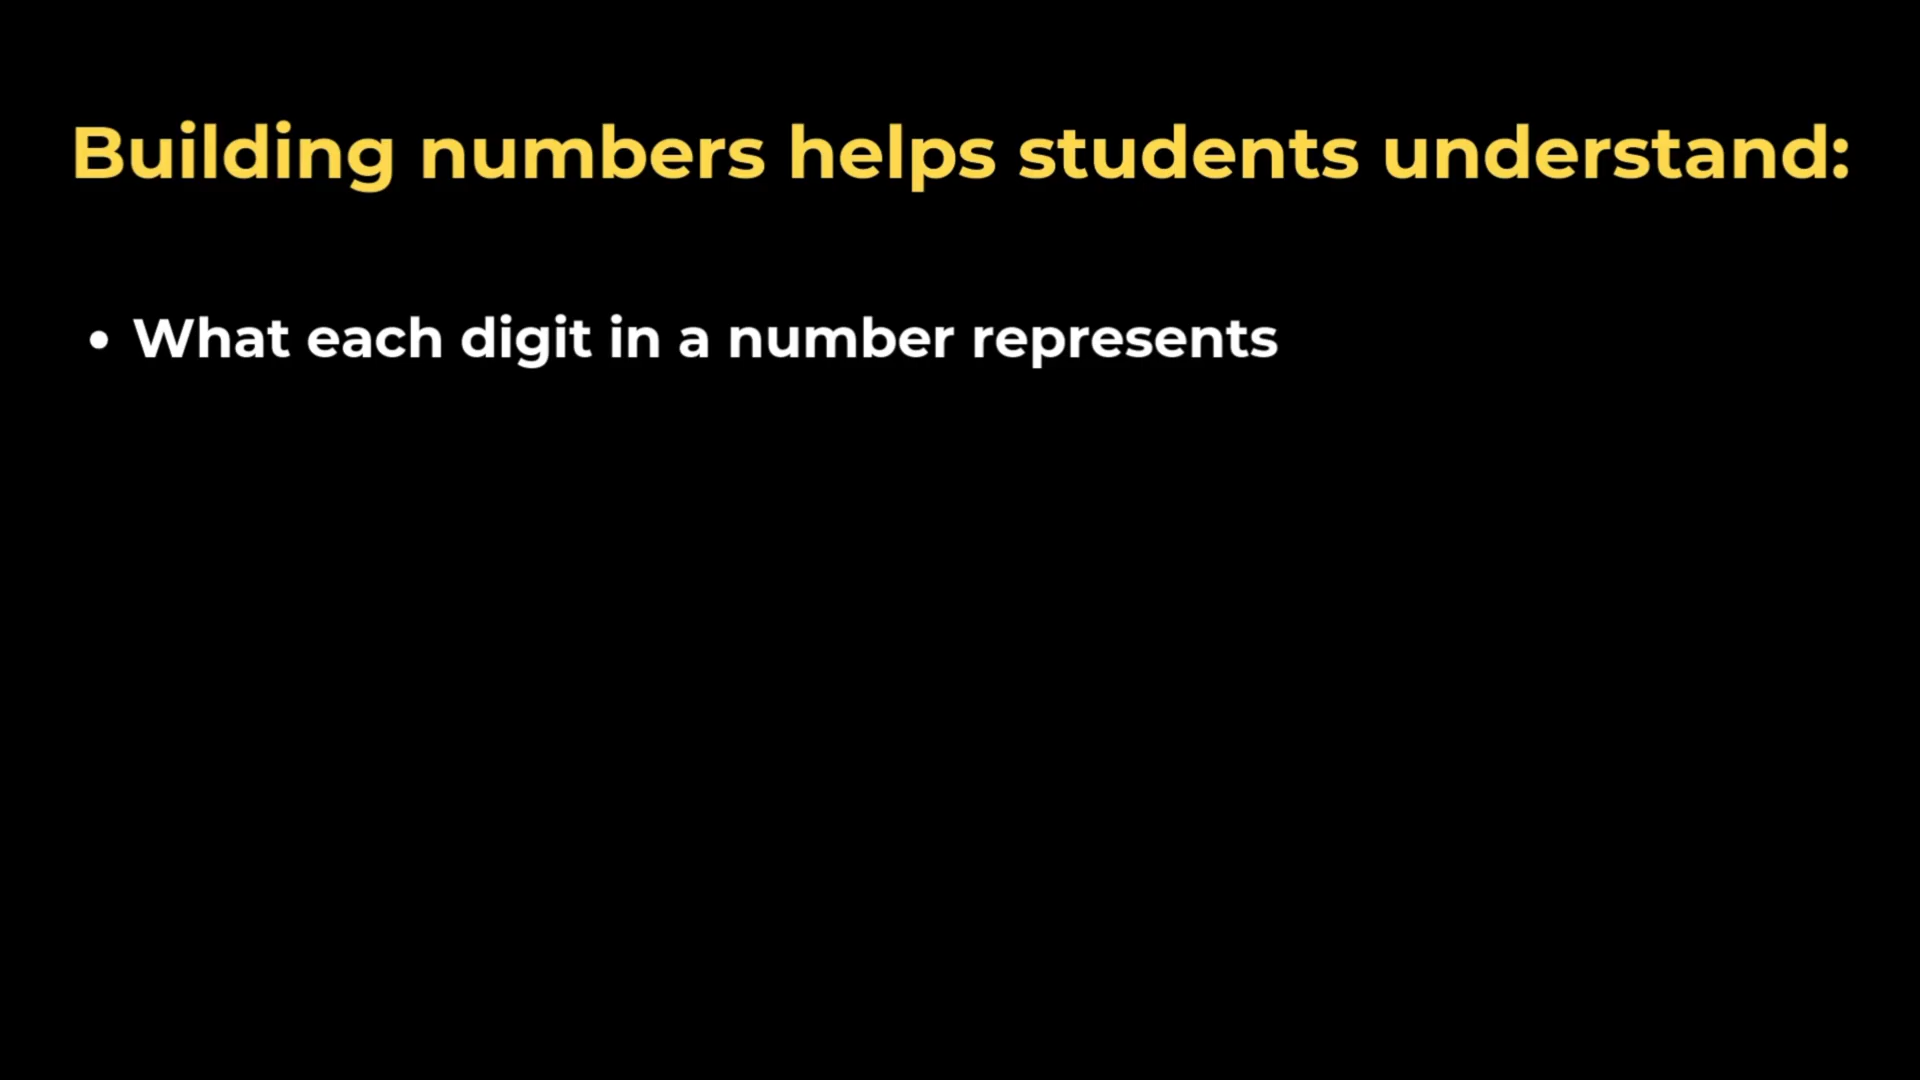 Building numbers helps students understand:
• What each digit in a number represents